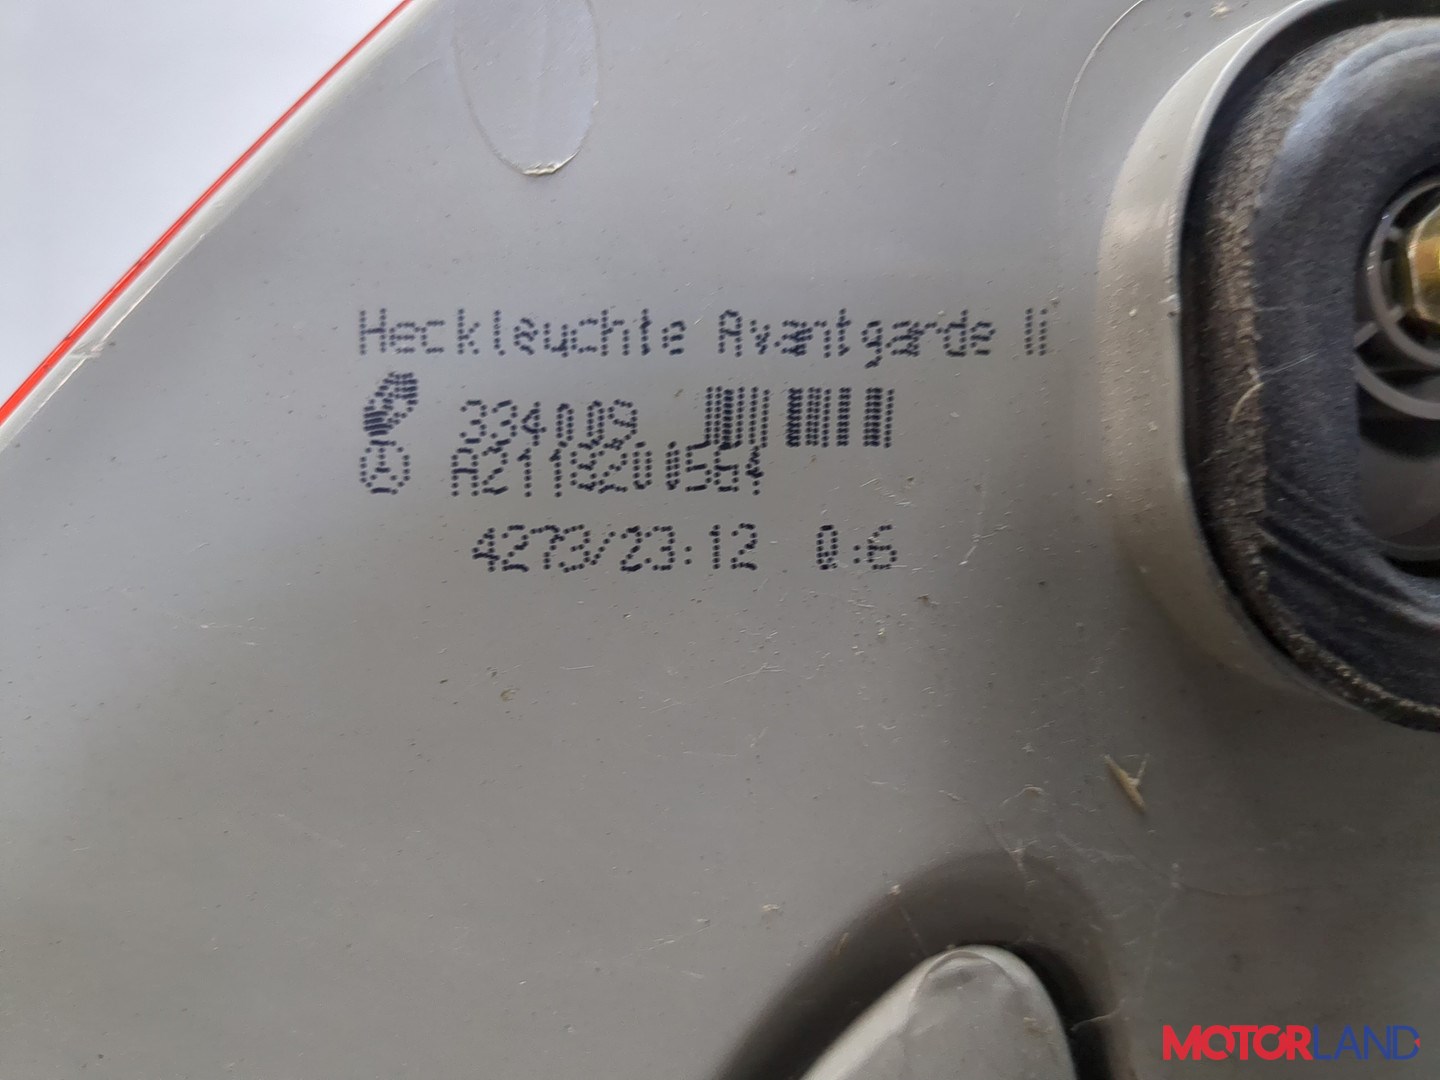 Heckleuchte Avantgarde li
334009
A2118201564
4273/23:12 0:6
MOTORLAND